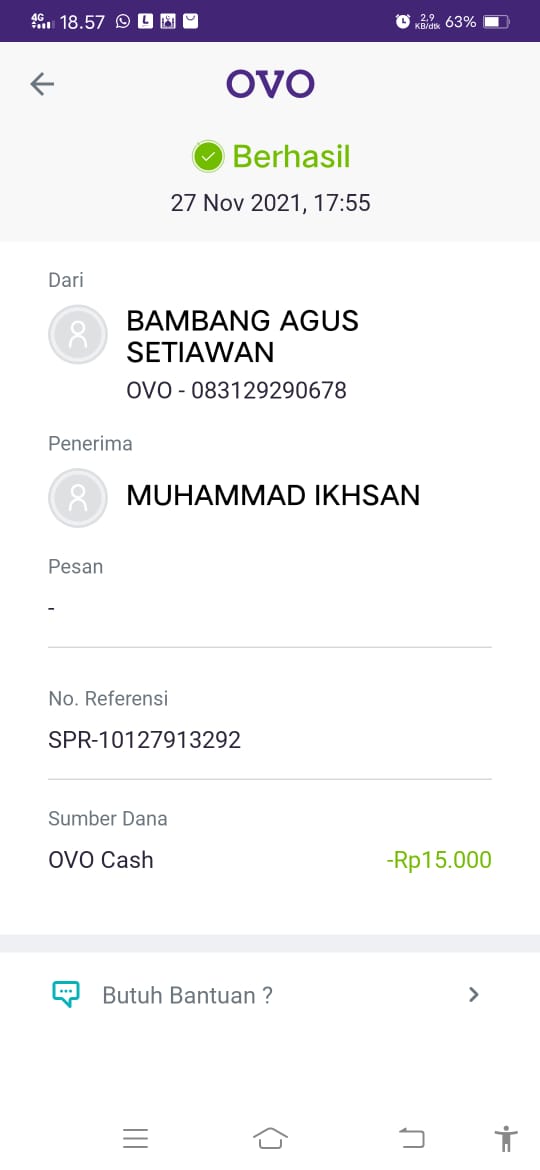 4G 18.57 L 2,9 KB/dtk 63%
OVO
Berhasil
27 Nov 2021, 17:55
Dari
BAMBANG AGUS
SETIAWAN
OVO - 083129290678
Penerima
MUHAMMAD IKHSAN
Pesan
-
No. Referensi
SPR-10127913292
Sumber Dana
OVO Cash -Rp15.000
Butuh Bantuan ?